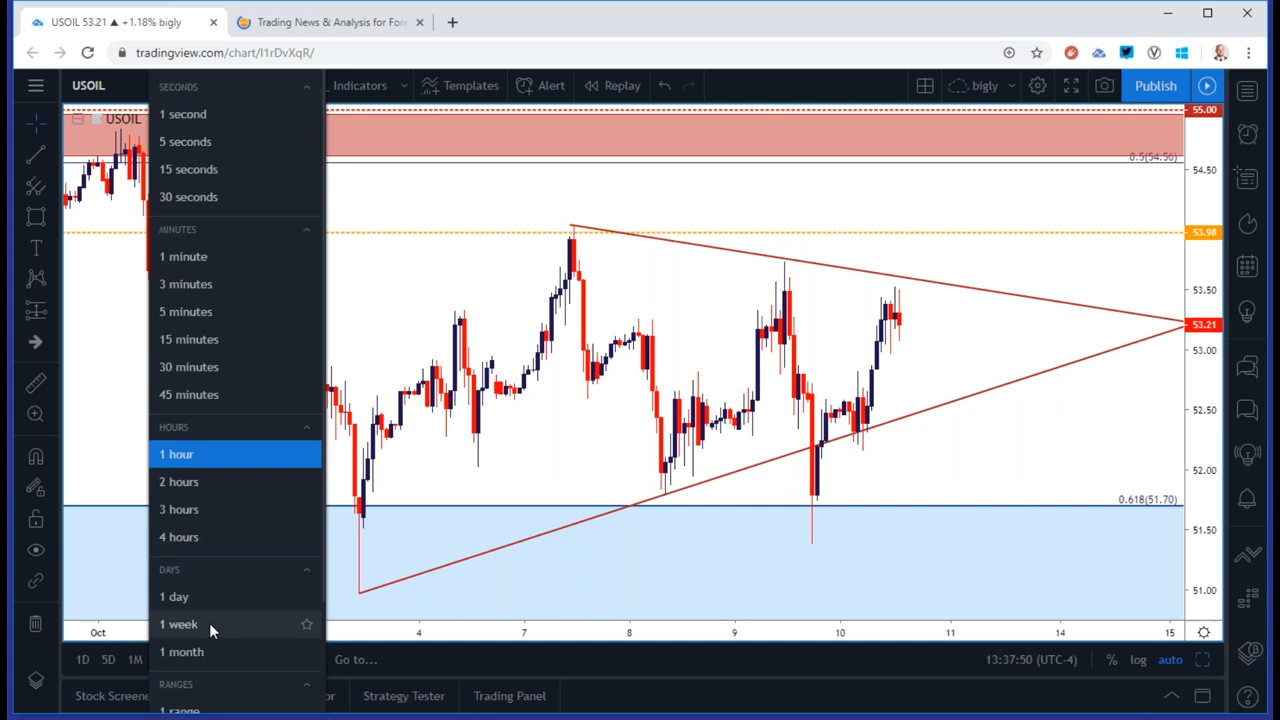 USOIL 53.21 ▲ +1.18% bigly
Trading News & Analysis for For
tradingview.com/chart/I1rDvXqR/
USOIL
Indicators
Templates
Alert
Replay
bigly
Publish
SECONDS
1 second
5 seconds
15 seconds
30 seconds
MINUTES
1 minute
3 minutes
5 minutes
15 minutes
30 minutes
45 minutes
HOURS
1 hour
2 hours
3 hours
4 hours
DAYS
1 day
1 week
1 month
RANGES
1 range
USOIL
0.5(54.56)
0.618(51.70)
55.00
54.50
53.98
53.50
53.21
53.00
52.50
52.00
51.50
51.00
Oct
4
7
8
9
10
11
14
15
1D
5D
1M
Go to...
13:37:50 (UTC-4)
%
log
auto
Stock Screene
or
Strategy Tester
Trading Panel